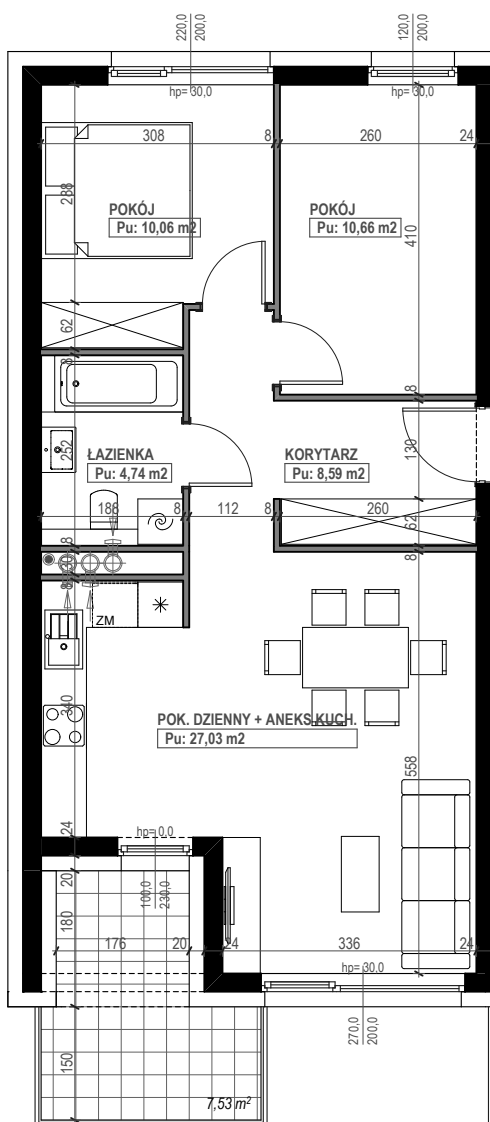 220,0
200,0
120,0
200,0
hp= 30,0
hp= 30,0
308
8
260
24
288
POKÓJ
Pu: 10,06 m2
POKÓJ
Pu: 10,66 m2
410
62
8
8
252
ŁAZIENKA
Pu: 4,74 m2
KORYTARZ
Pu: 8,59 m2
130
188
8
112
8
260
62
8
8
30
8
ZM
340
POK. DZIENNY + ANEKS KUCH.
Pu: 27,03 m2
558
24
hp= 0,0
20
100,0
230,0
180
176
20
24
336
24
hp= 30,0
270,0
200,0
150
7,53 m²